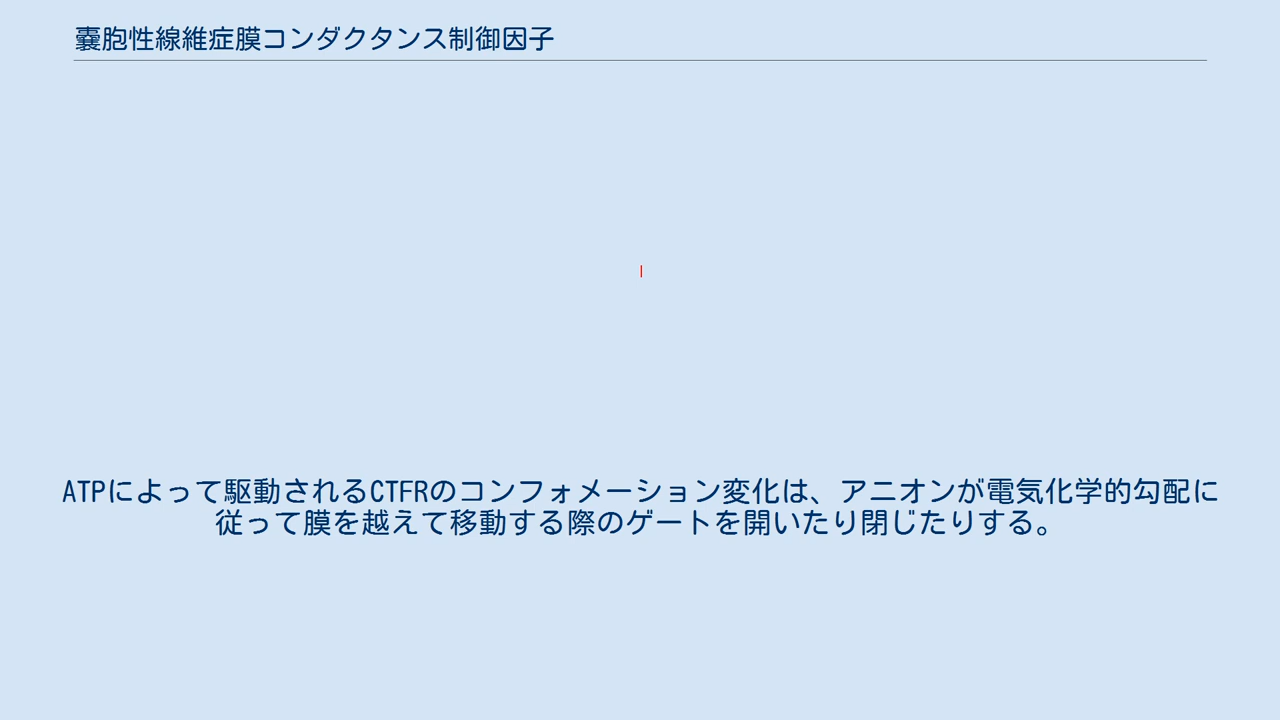 嚢胞性線維症膜コンダクタンス制御因子
ATPによって駆動されるCTFRのコンフォメーション変化は、アニオンが電気化学的勾配に
従って膜を越えて移動する際のゲートを開いたり閉じたりする。